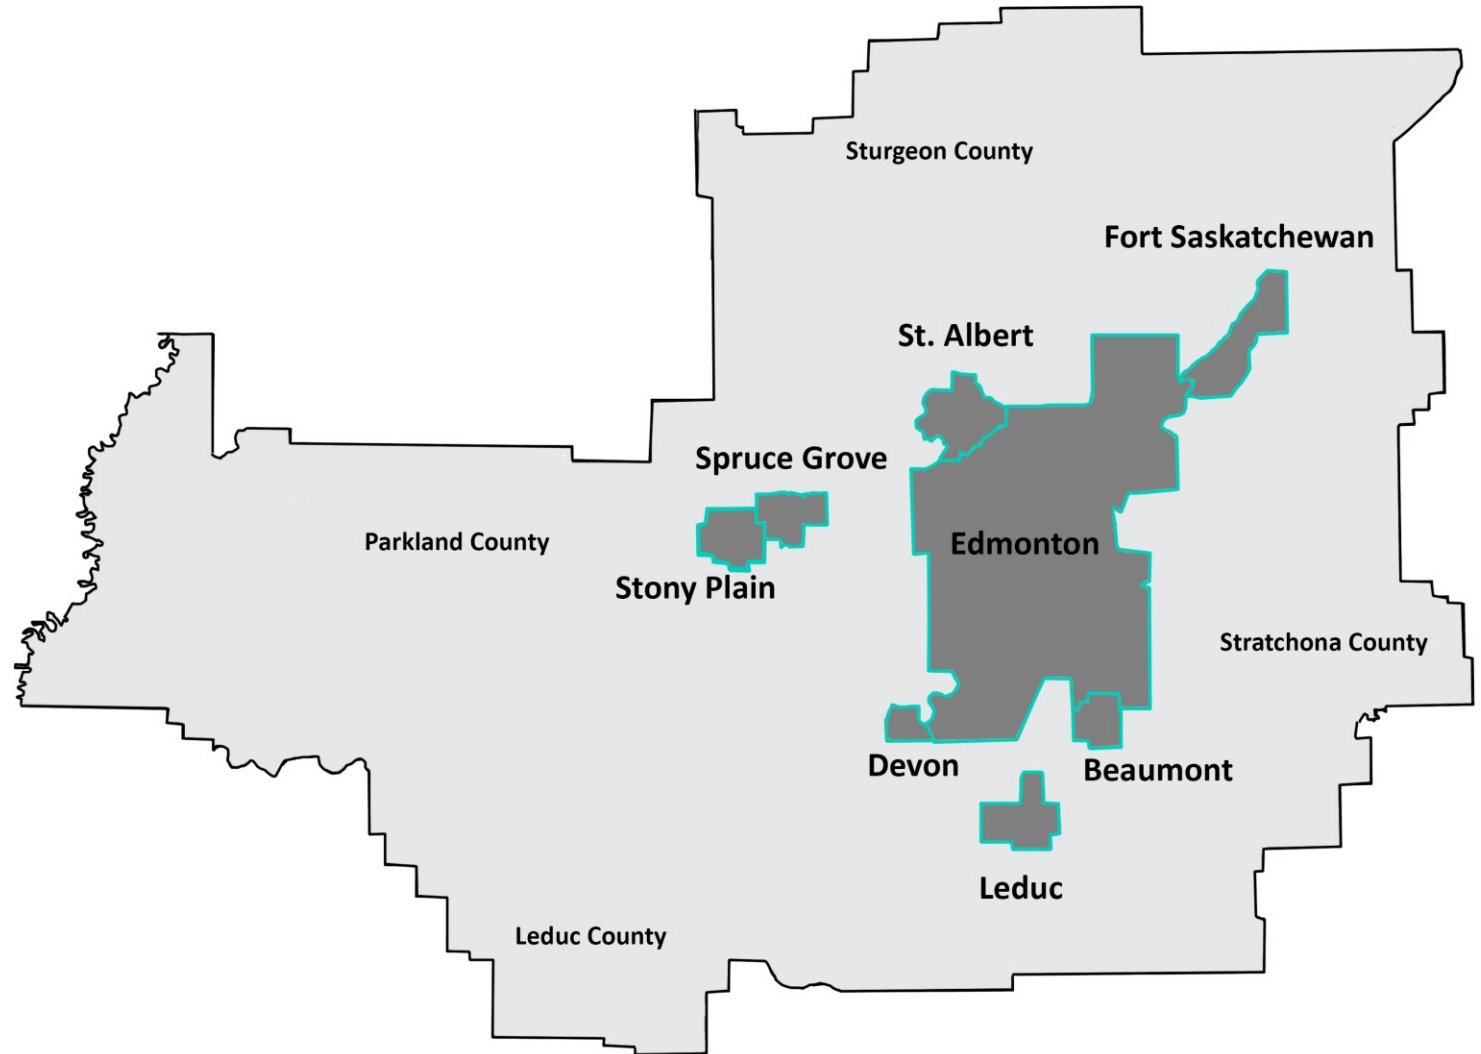 Sturgeon County
Fort Saskatchewan
St. Albert
Spruce Grove
Parkland County
Edmonton
Stony Plain
Stratchona County
Devon
Beaumont
Leduc
Leduc County